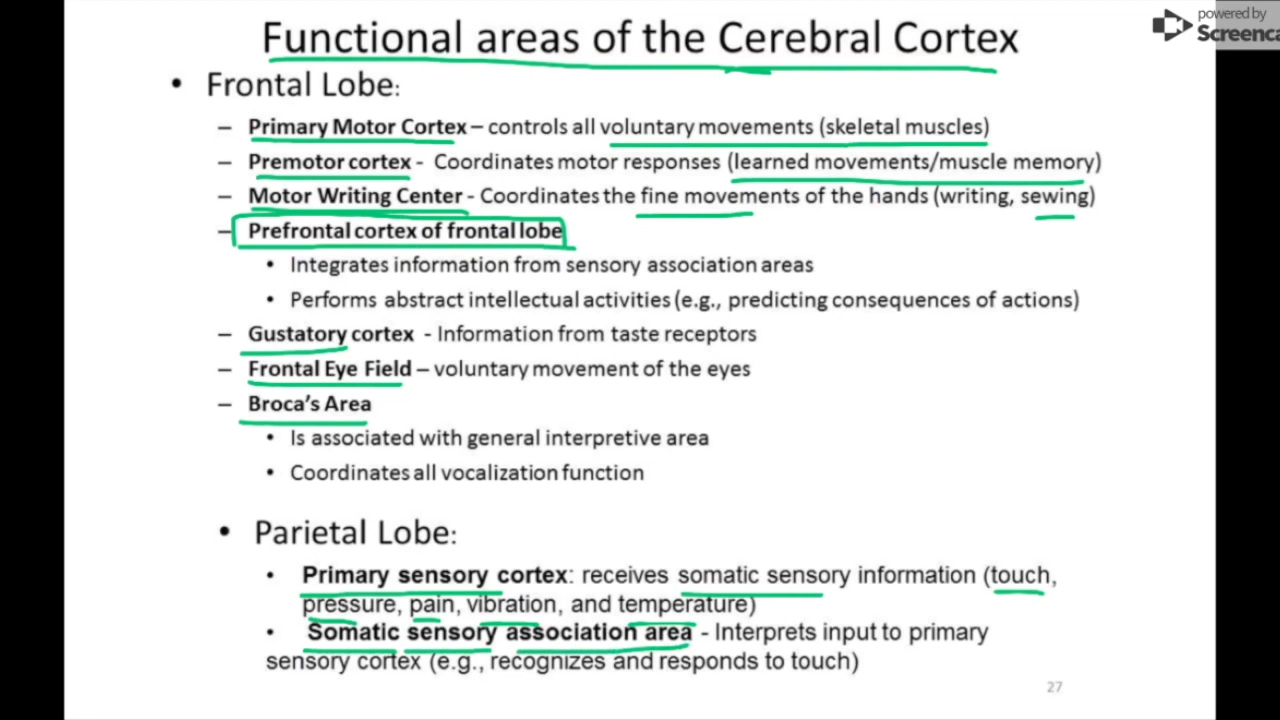 powered by
Screenca
Functional areas of the Cerebral Cortex
• Frontal Lobe:
– Primary Motor Cortex – controls all voluntary movements (skeletal muscles)
– Premotor cortex - Coordinates motor responses (learned movements/muscle memory)
– Motor Writing Center - Coordinates the fine movements of the hands (writing, sewing)
– Prefrontal cortex of frontal lobe
• Integrates information from sensory association areas
• Performs abstract intellectual activities (e.g., predicting consequences of actions)
– Gustatory cortex - Information from taste receptors
– Frontal Eye Field – voluntary movement of the eyes
– Broca's Area
• Is associated with general interpretive area
• Coordinates all vocalization function
• Parietal Lobe:
• Primary sensory cortex: receives somatic sensory information (touch,
pressure, pain, vibration, and temperature)
• Somatic sensory association area - Interprets input to primary
sensory cortex (e.g., recognizes and responds to touch)
27